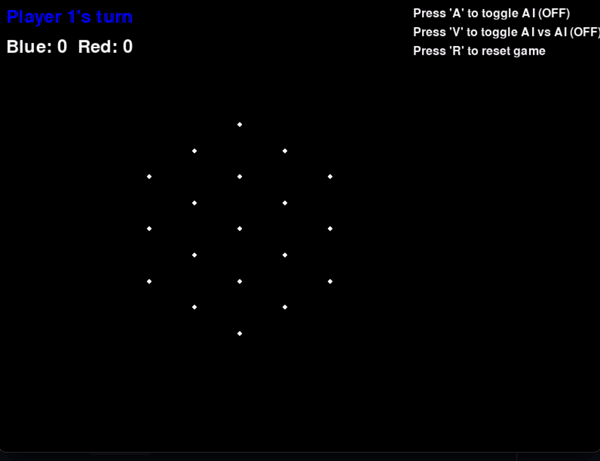 Player 1's turn
Blue: 0 Red: 0
Press 'A' to toggle AI (OFF)
Press 'V' to toggle AI vs AI (OFF)
Press 'R' to reset game